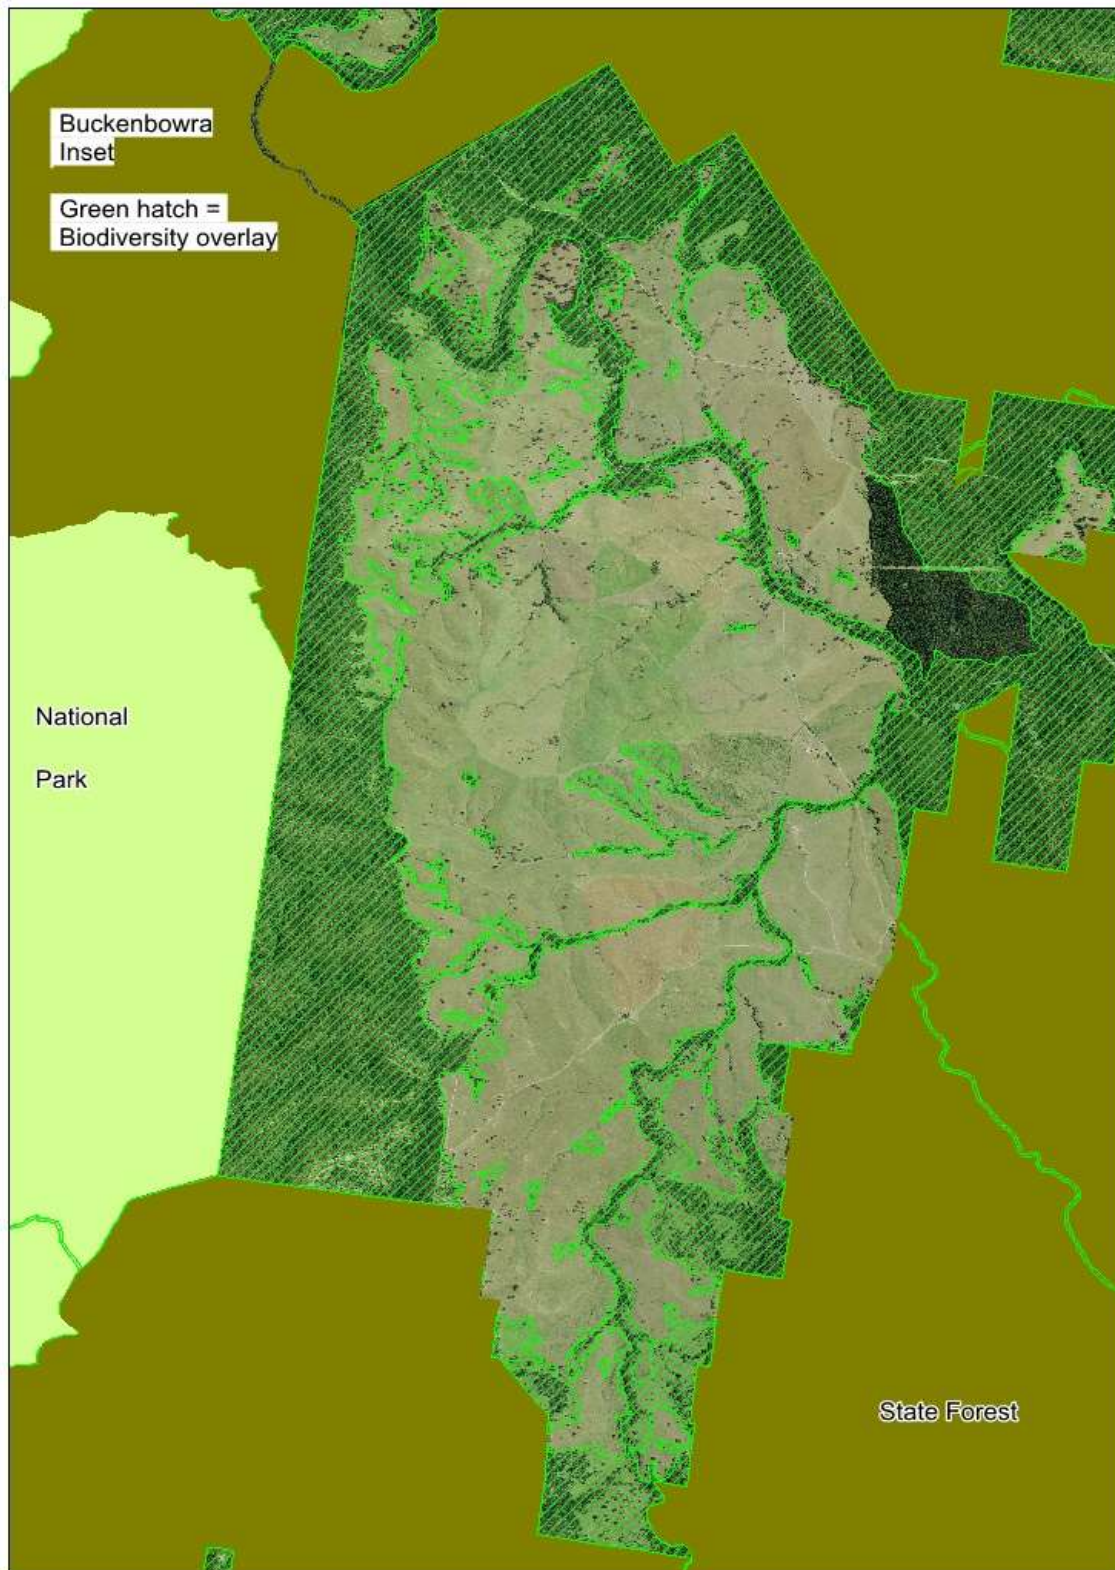 Buckenbowra
Inset
Green hatch =
Biodiversity overlay
National
Park
State Forest